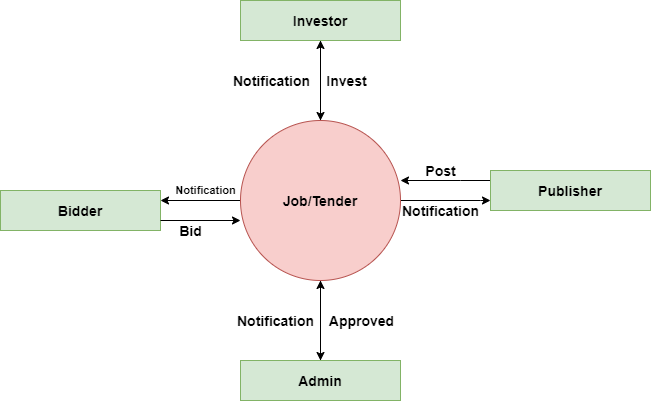 Investor
Notification Invest
Post
Notification
Job/Tender
Publisher
Bidder
Bid
Notification
Notification Approved
Admin